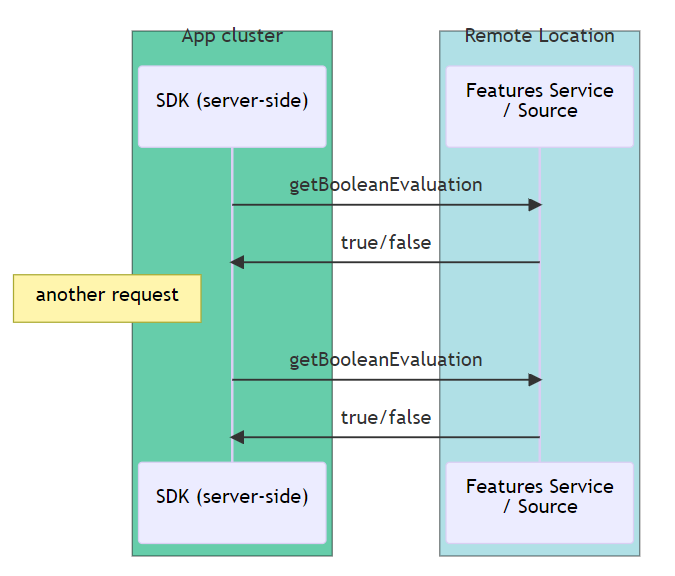 App cluster
Remote Location
SDK (server-side)
Features Service
/ Source
getBooleanEvaluation
true/false
another request
getBooleanEvaluation
true/false
SDK (server-side)
Features Service
/ Source